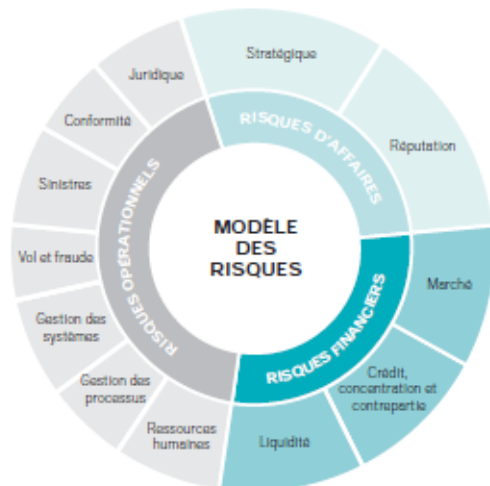 MODÈLE
DES
RISQUES
RISQUES D'AFFAIRES
Stratégique
Réputation
RISQUES FINANCIERS
Marché
Crédit,
concentration et
contrepartie
Liquidité
RISQUES OPÉRATIONNELS
Ressources
humaines
Gestion des
processus
Gestion des
systèmes
Vol et fraude
Sinistres
Conformité
Juridique